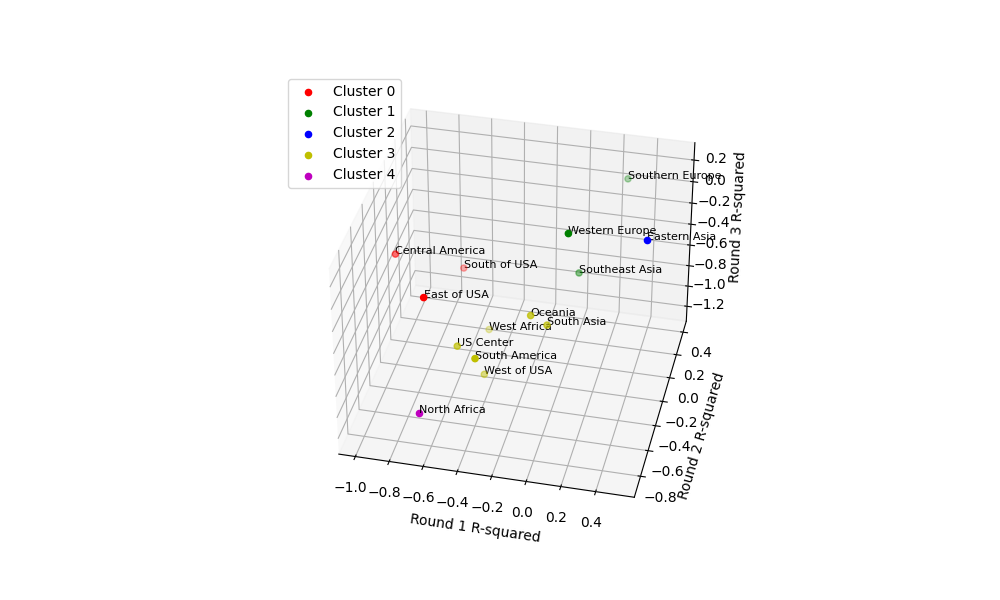 Cluster 0
Cluster 1
Cluster 2
Cluster 3
Cluster 4
Southern Europe
Western Europe
Eastern Asia
Central America
South of USA
Southeast Asia
East of USA
Oceania
South Asia
West Africa
US Center
South America
West of USA
North Africa
0.2
0.0
−0.2
−0.4
−0.6
−0.8
−1.0
−1.2
Round 3 R-squared
0.4
0.2
0.0
−0.2
−0.4
−0.6
−0.8
Round 2 R-squared
−1.0
−0.8
−0.6
−0.4
−0.2
0.0
0.2
0.4
Round 1 R-squared